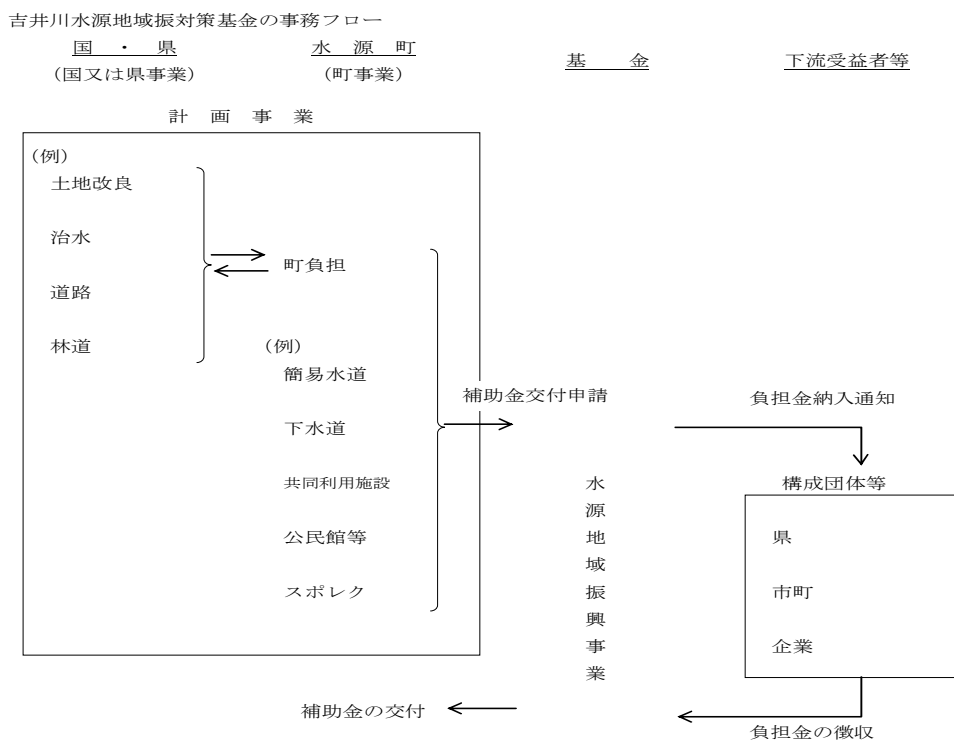 吉井川水源地域振対策基金の事務フロー
国 ・ 県
水 源 町
基 金
下流受益者等
(国又は県事業)
(町事業)
計 画 事 業
(例)
土地改良
治水
道路
林道
町負担
(例)
簡易水道
下水道
共同利用施設
公民館等
スポレク
補助金交付申請
水源地域振興事業
負担金納入通知
構成団体等
県
市町
企業
補助金の交付
負担金の徴収